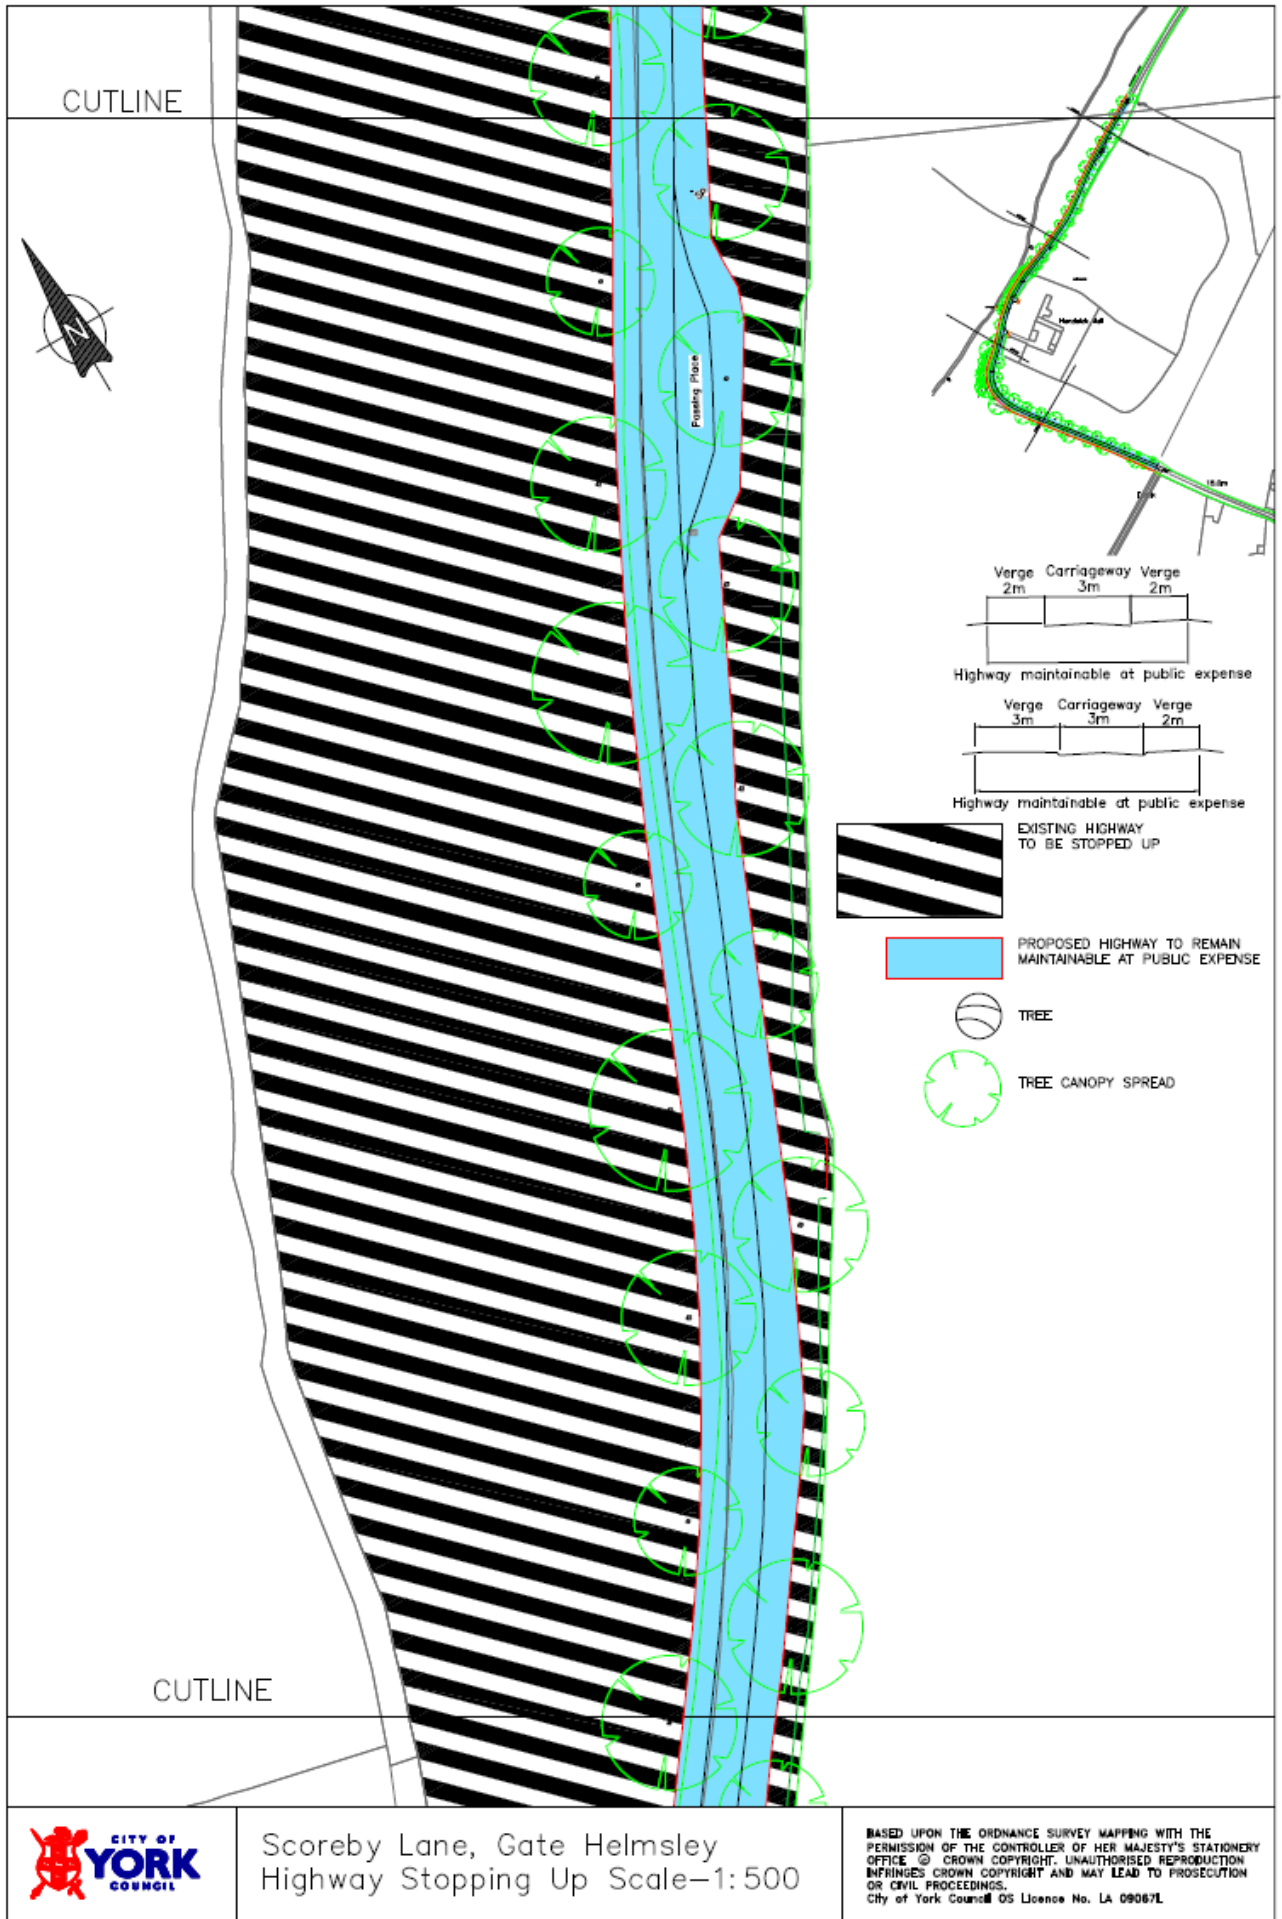 CUTLINE
N
Passing Place
Verge Carriageway Verge
2m 3m 2m
Highway maintainable at public expense
Verge Carriageway Verge
3m 3m 2m
Highway maintainable at public expense
EXISTING HIGHWAY
TO BE STOPPED UP
PROPOSED HIGHWAY TO REMAIN
MAINTAINABLE AT PUBLIC EXPENSE
TREE
TREE CANOPY SPREAD
CUTLINE
CITY OF
YORK
COUNCIL
Scoreby Lane, Gate Helmsley
Highway Stopping Up Scale-1:500
BASED UPON THE ORDNANCE SURVEY MAPPING WITH THE
PERMISSION OF THE CONTROLLER OF HER MAJESTY'S STATIONERY
OFFICE © CROWN COPYRIGHT. UNAUTHORISED REPRODUCTION
INFRINGES CROWN COPYRIGHT AND MAY LEAD TO PROSECUTION
OR CIVIL PROCEEDINGS.
City of York Council OS Licence No. LA 09067L